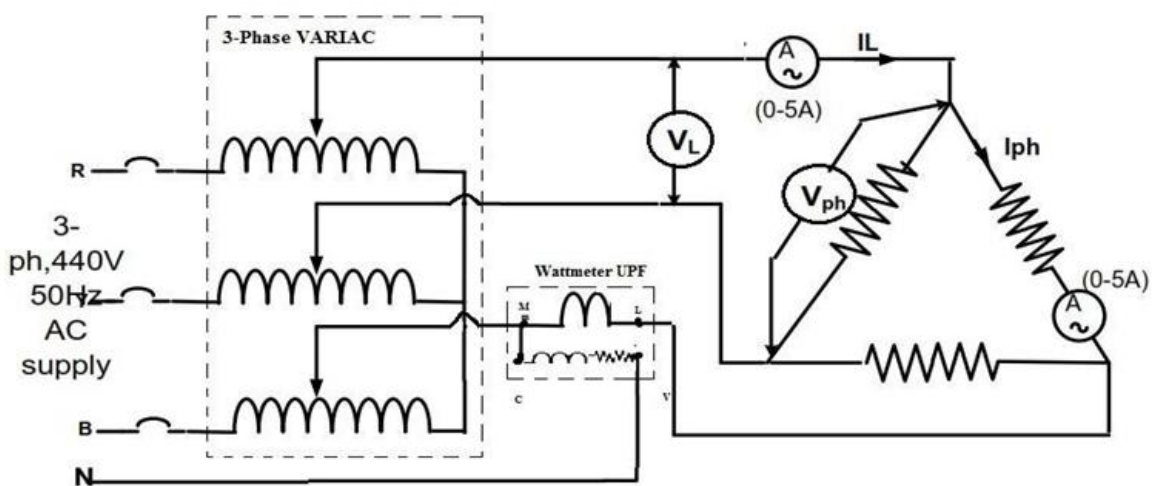 3-Phase VARIAC
A
IL
(0-5A)
VL
Iph
R
Vph
3-
ph,440V
50Hz
AC
supply
Wattmeter UPF
M
L
(0-5A)
A
C
V
B
N